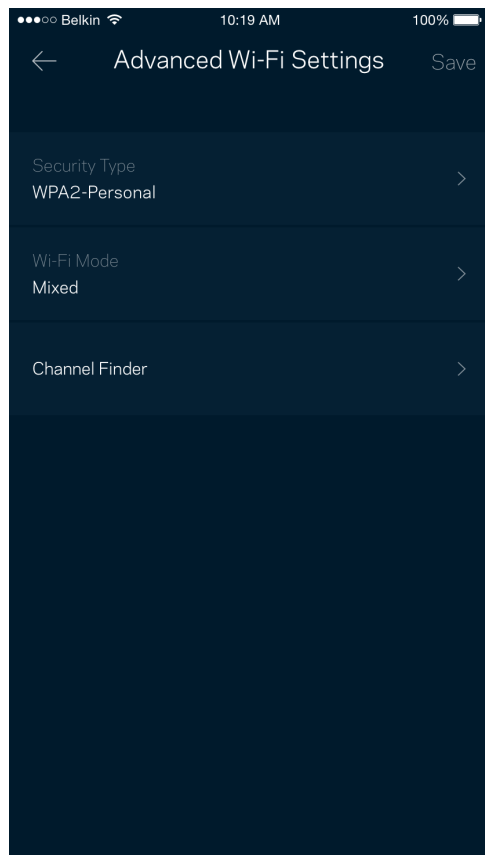 Belkin 10:19 AM 100%
Advanced Wi-Fi Settings Save
Security Type
WPA2-Personal
Wi-Fi Mode
Mixed
Channel Finder